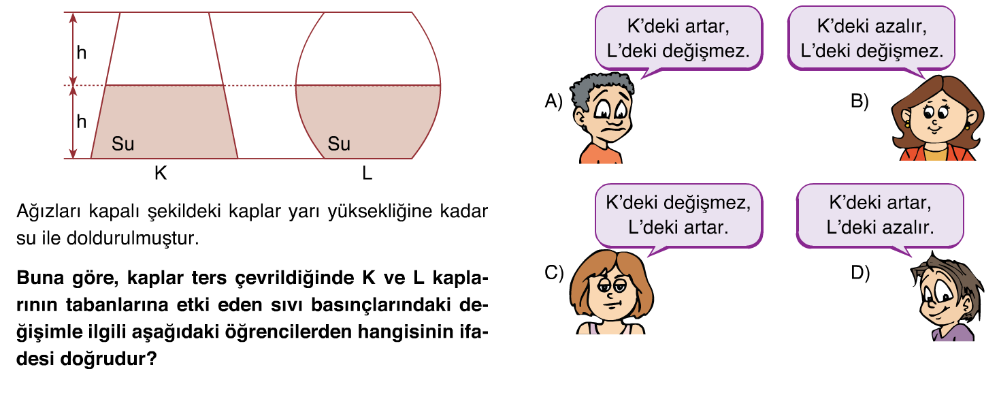 h
h
Su
Su
K
L
Ağızları kapalı şekildeki kaplar yarı yüksekliğine kadar
su ile doldurulmuştur.
Buna göre, kaplar ters çevrildiğinde K ve L kapla-
rının tabanlarına etki eden sıvı basınçlarındaki de-
ğişimle ilgili aşağıdaki öğrencilerden hangisinin ifa-
desi doğrudur?
K’deki artar,
L’deki değişmez.
A)
K’deki azalır,
L’deki değişmez.
B)
K’deki değişmez,
L’deki artar.
C)
K’deki artar,
L’deki azalır.
D)